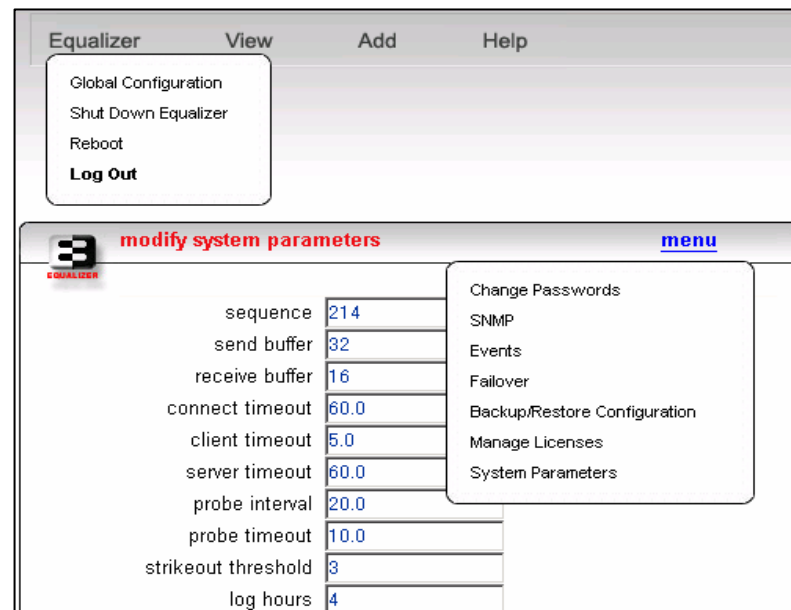 Equalizer View Add Help
Global Configuration
Shut Down Equalizer
Reboot
Log Out
EQUALIZER
modify system parameters menu
Change Passwords
SNMP
Events
Failover
Backup/Restore Configuration
Manage Licenses
System Parameters
sequence 214
send buffer 32
receive buffer 16
connect timeout 60.0
client timeout 5.0
server timeout 60.0
probe interval 20.0
probe timeout 10.0
strikeout threshold 3
log hours 4